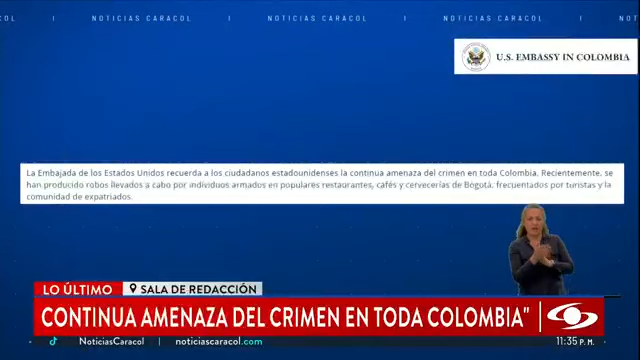 NOTICIAS CARACOL | NOTICIAS CARACOL | NOTICIAS CARACOL
U.S. EMBASSY IN COLOMBIA
La Embajada de los Estados Unidos recuerda a los ciudadanos estadounidenses la continua amenaza del crimen en toda Colombia. Recientemente, se
han producido robos llevados a cabo por individuos armados en populares restaurantes, cafés y cervecerías de Bogotá, frecuentados por turistas y la
comunidad de expatriados.
LO ÚLTIMO SALA DE REDACCIÓN
CONTINUA AMENAZA DEL CRIMEN EN TODA COLOMBIA"
NoticiasCaracol noticiascaracol.com 11:35 P. M.